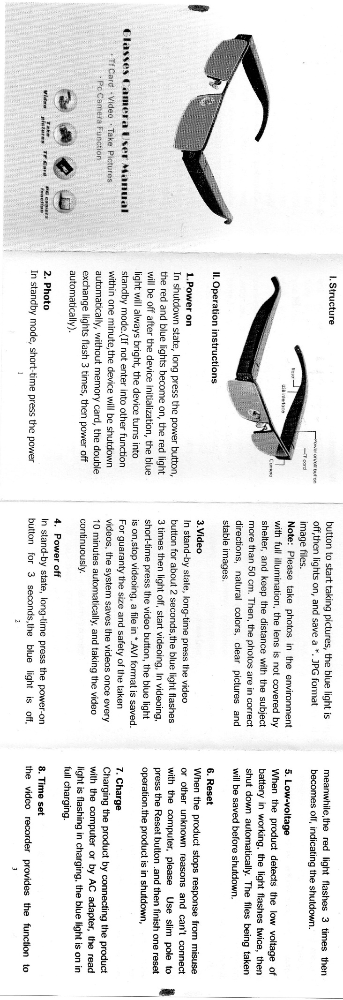 Glasses Camera User Manual
· Tf Card · Video · Take Pictures
· Pc Camera Function
Video
Take
pictures
TF Card
PC camera
function
I. Structure
Reset
USB interface
Power on/off button
TF card
Camera
II. Operation instructions
1.Power on
In shutdown state, long press the power button,
the red and blue lights become on, the red light
will be off after the device initialization, the blue
light will always bright, the device turns into
standby mode.(If not enter into other function
within one minute,the device will be shutdown
automatically, without memory card, the double
exchange lights flash 3 times, then power off
automatically).
2. Photo
In standby mode, short-time press the power
1
button to start taking pictures, the blue light is
off,then lights on, and save a *. JPG format
image files.
Note: Please take photos in the environment
with full illumination, the lens is not covered by
shelter, and keep the distance with the subject
more than 50 cm. Then, the photos are in correct
directions, natural colors, clear pictures and
stable images.
3.Video
In stand-by state, long-time press the video
button for about 2 seconds,the blue light flashes
3 times then light off, start videoing, In videoing,
short-time press the video button, the blue light
is on,stop videoing, a file in *.AVI format is saved.
For guaranty the size and safety of the taken
videos, the system saves the videos once every
10 minutes automatically, and taking the video
continuously.
4. Power off
In stand-by state, long-time press the power-on
button for 3 seconds,the blue light is off,
2
meanwhile,the red light flashes 3 times then
becomes off, indicating the shutdown.
5. Low-voltage
When the product detects the low voltage of
battery in working, the light flashes twice, then
shut down automatically. The files being taken
will be saved before shutdown.
6. Reset
When the product stops response from misuse
or other unknown reasons and can't connect
with the computer, please Use slim pole to
press the Reset button .and then finish one reset
operation.the product is in shutdown,
7. Charge
Charging the product by connecting the product
with the computer or by AC adapter, the read
light is flashing in charging, the blue light is on in
full charging.
8. Time set
the video recorder provides the function to
3